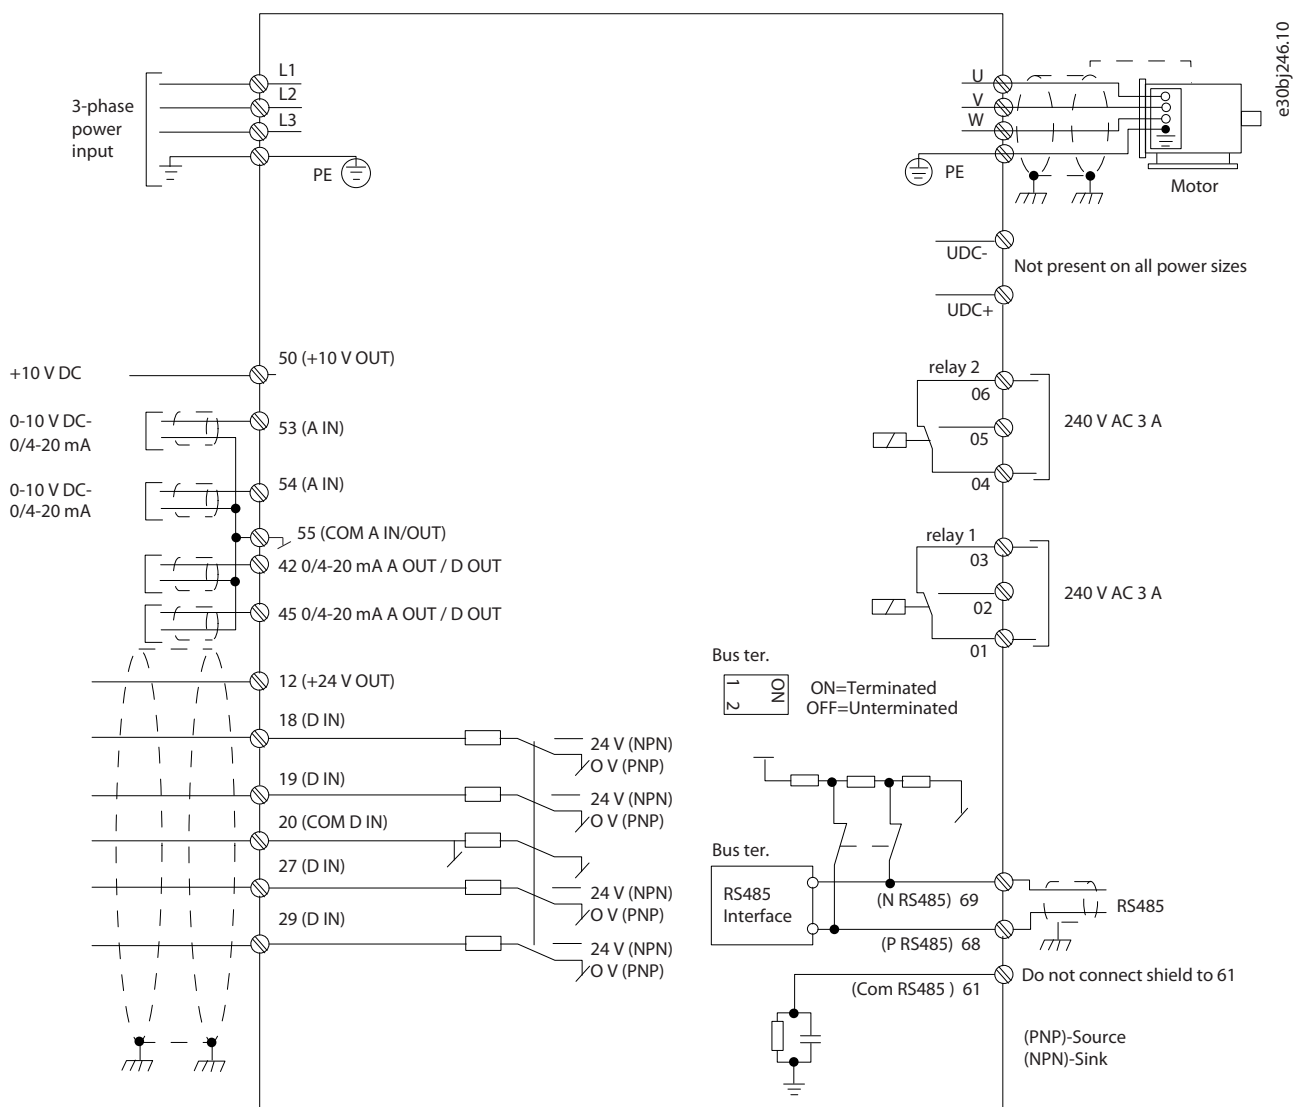 e30bj246.10
L1
L2
L3
3-phase
power
input
PE
U
V
W
PE
Motor
UDC-
Not present on all power sizes
UDC+
+10 V DC
50 (+10 V OUT)
0-10 V DC-
0/4-20 mA
53 (A IN)
0-10 V DC-
0/4-20 mA
54 (A IN)
55 (COM A IN/OUT)
42 0/4-20 mA A OUT / D OUT
45 0/4-20 mA A OUT / D OUT
12 (+24 V OUT)
18 (D IN)
24 V (NPN)
O V (PNP)
19 (D IN)
24 V (NPN)
O V (PNP)
20 (COM D IN)
27 (D IN)
24 V (NPN)
O V (PNP)
29 (D IN)
24 V (NPN)
O V (PNP)
relay 2
06
05
04
240 V AC 3 A
relay 1
03
02
01
240 V AC 3 A
Bus ter.
1
2
ON
ON=Terminated
OFF=Unterminated
Bus ter.
RS485
Interface
(N RS485) 69
RS485
(P RS485) 68
(Com RS485 ) 61
Do not connect shield to 61
(PNP)-Source
(NPN)-Sink